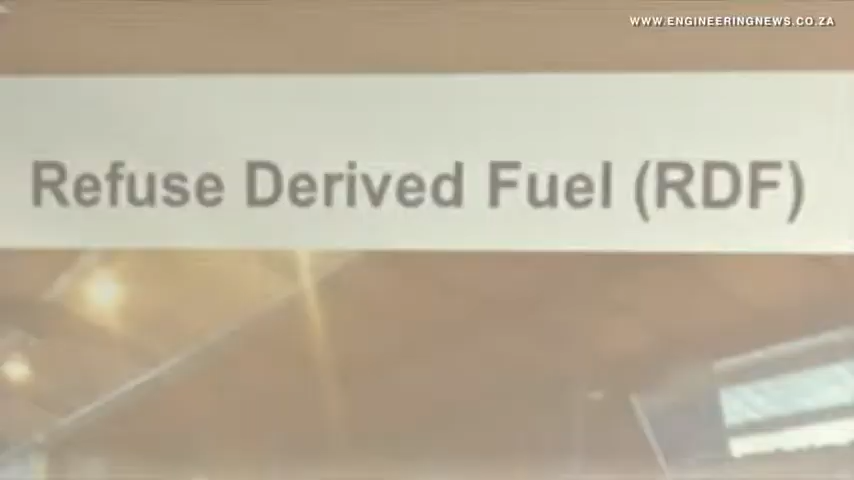 WWW.ENGINEERINGNEWS.CO.ZA
Refuse Derived Fuel (RDF)